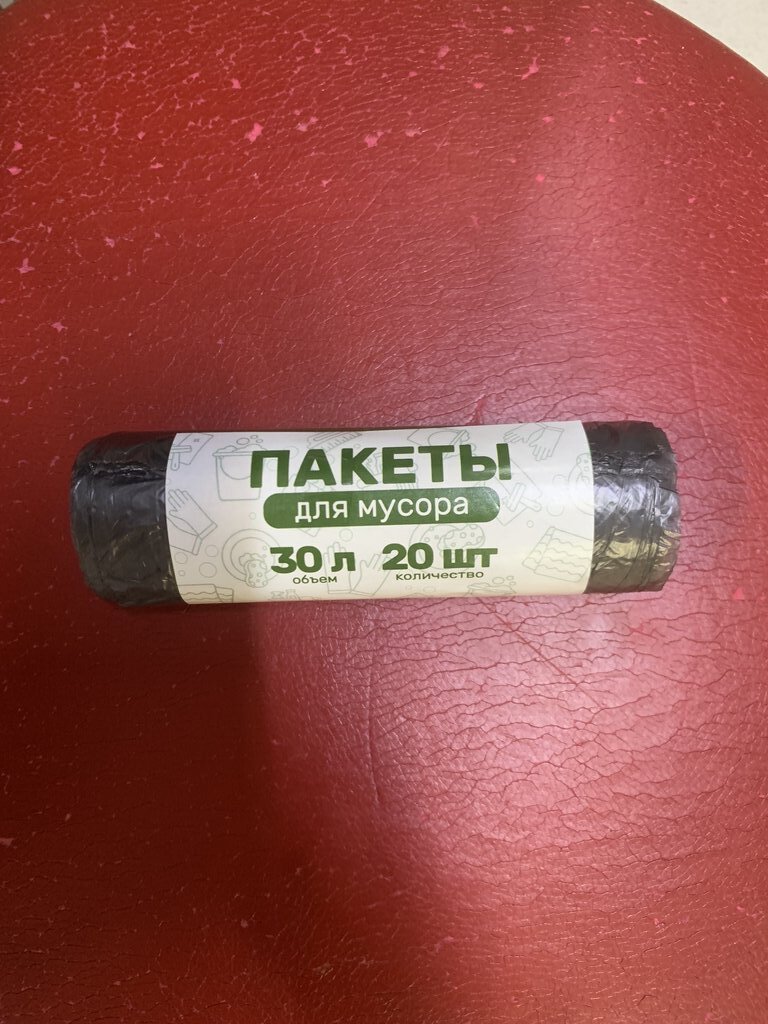 ПАКЕТЫ
для мусора
30 л 20 шт
объем количество